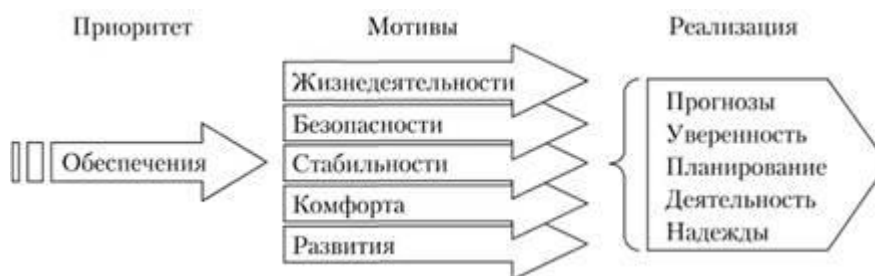 Приоритет
Мотивы
Реализация
Обеспечения
Жизнедеятельности
Безопасности
Стабильности
Комфорта
Развития
Прогнозы
Уверенность
Планирование
Деятельность
Надежды